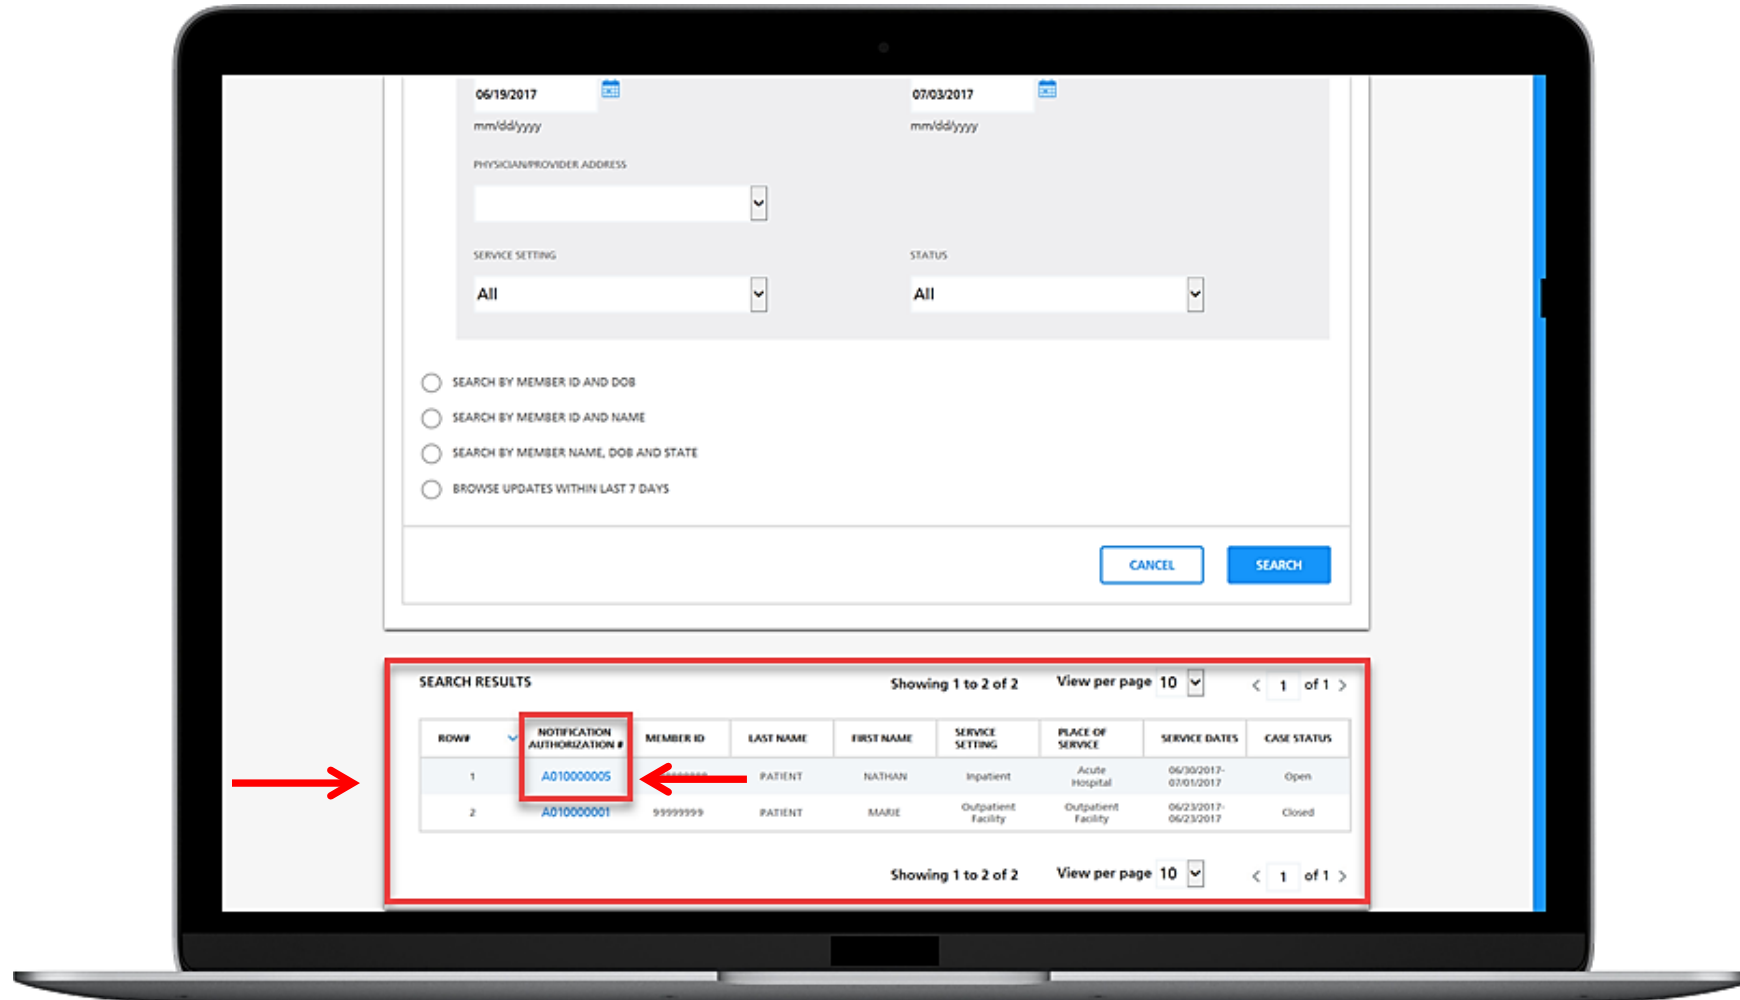 06/19/2017 07/03/2017
mm/dd/yyyy mm/dd/yyyy
PHYSICIAN/PROVIDER ADDRESS
SERVICE SETTING STATUS
All All
SEARCH BY MEMBER ID AND DOB
SEARCH BY MEMBER ID AND NAME
SEARCH BY MEMBER NAME, DOB AND STATE
BROWSE UPDATES WITHIN LAST 7 DAYS
CANCEL SEARCH
SEARCH RESULTS Showing 1 to 2 of 2 View per page 10 < 1 of 1 >
ROW# NOTIFICATION AUTHORIZATION # MEMBER ID LAST NAME FIRST NAME SERVICE SETTING PLACE OF SERVICE SERVICE DATES CASE STATUS
1 A010000005 PATIENT NATHAN Inpatient Acute Hospital 06/30/2017-07/01/2017 Open
2 A010000001 99999999 PATIENT MARIE Outpatient Facility Outpatient Facility 06/23/2017-06/23/2017 Closed
Showing 1 to 2 of 2 View per page 10 < 1 of 1 >